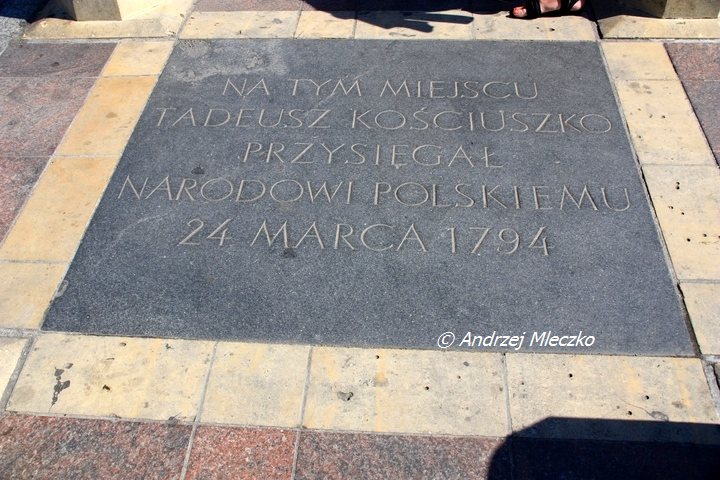 NA TYM MIEJSCU
TADEUSZ KOŚCIUSZKO
PRZYSIĘGAŁ
NARODOWI POLSKIEMU
24 MARCA 1794
© Andrzej Mleczko